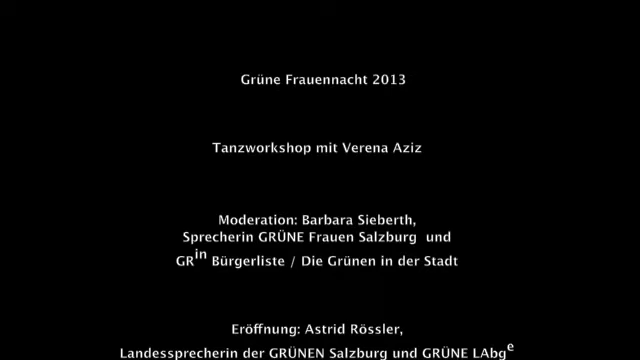 Grüne Frauennacht 2013
Tanzworkshop mit Verena Aziz
Moderation: Barbara Sieberth,
Sprecherin GRÜNE Frauen Salzburg und
GRin Bürgerliste / Die Grünen in der Stadt
Eröffnung: Astrid Rössler,
Landessprecherin der GRÜNEN Salzburg und GRÜNE LAbge